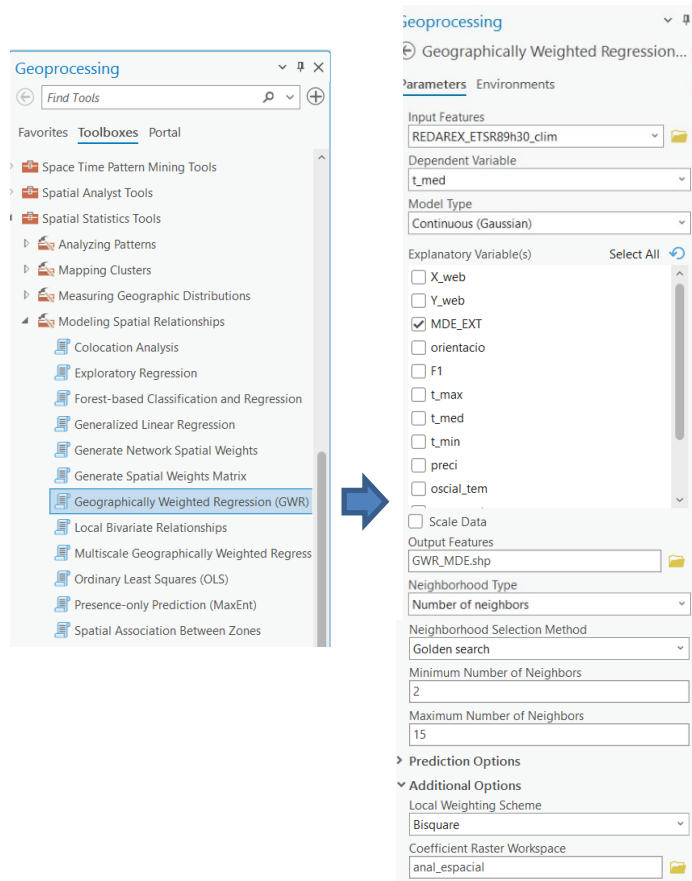 Geoprocessing
Find Tools
Favorites Toolboxes Portal
Space Time Pattern Mining Tools
Spatial Analyst Tools
Spatial Statistics Tools
Analyzing Patterns
Mapping Clusters
Measuring Geographic Distributions
Modeling Spatial Relationships
Colocation Analysis
Exploratory Regression
Forest-based Classification and Regression
Generalized Linear Regression
Generate Network Spatial Weights
Generate Spatial Weights Matrix
Geographically Weighted Regression (GWR)
Local Bivariate Relationships
Multiscale Geographically Weighted Regress
Ordinary Least Squares (OLS)
Presence-only Prediction (MaxEnt)
Spatial Association Between Zones
Geoprocessing
Geographically Weighted Regression...
Parameters Environments
Input Features
REDAREX_ETSR89h30_clim
Dependent Variable
t_med
Model Type
Continuous (Gaussian)
Explanatory Variable(s) Select All
X_web
Y_web
MDE_EXT
orientacio
F1
t_max
t_med
t_min
preci
oscial_tem
Scale Data
Output Features
GWR_MDE.shp
Neighborhood Type
Number of neighbors
Neighborhood Selection Method
Golden search
Minimum Number of Neighbors
2
Maximum Number of Neighbors
15
Prediction Options
Additional Options
Local Weighting Scheme
Bisquare
Coefficient Raster Workspace
anal_espacial